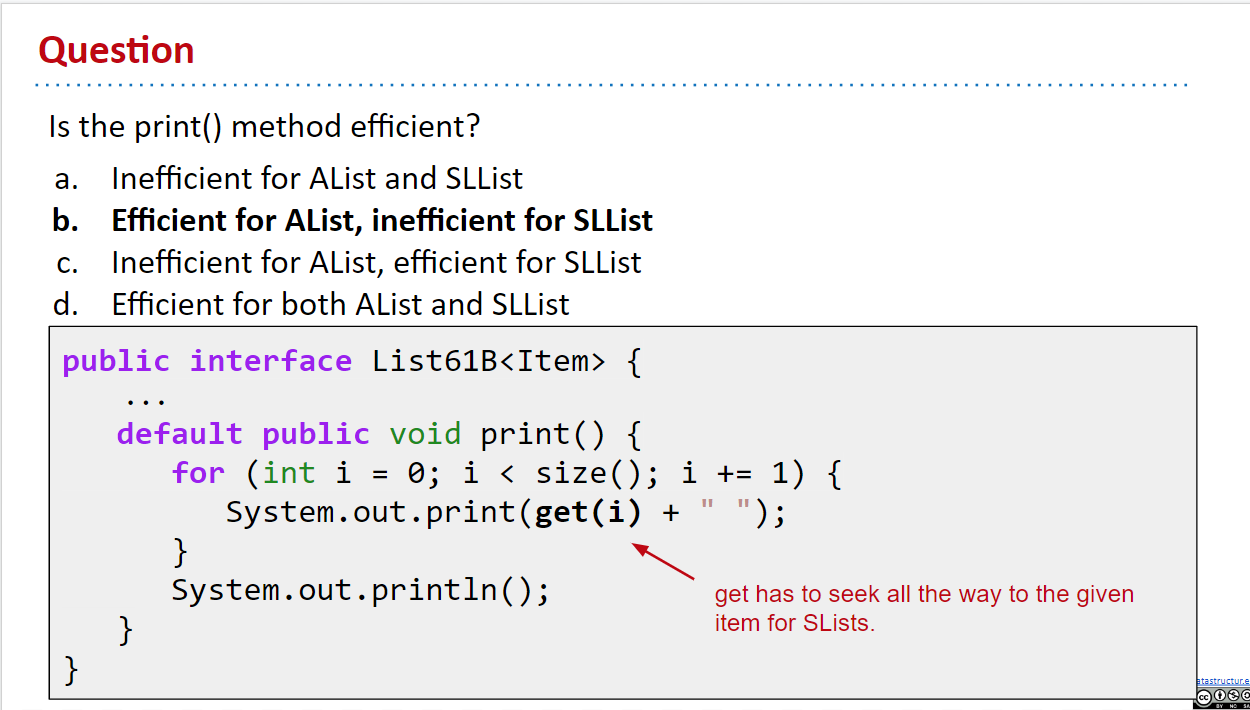 Question
Is the print() method efficient?
a. Inefficient for AList and SLList
b. Efficient for AList, inefficient for SLList
c. Inefficient for AList, efficient for SLList
d. Efficient for both AList and SLList
public interface List61B<Item> {
...
default public void print() {
for (int i = 0; i < size(); i += 1) {
System.out.print(get(i) + " ");
}
System.out.println();
get has to seek all the way to the given
item for SLists.
}
}
atastructur.e
cc
BY NC SA